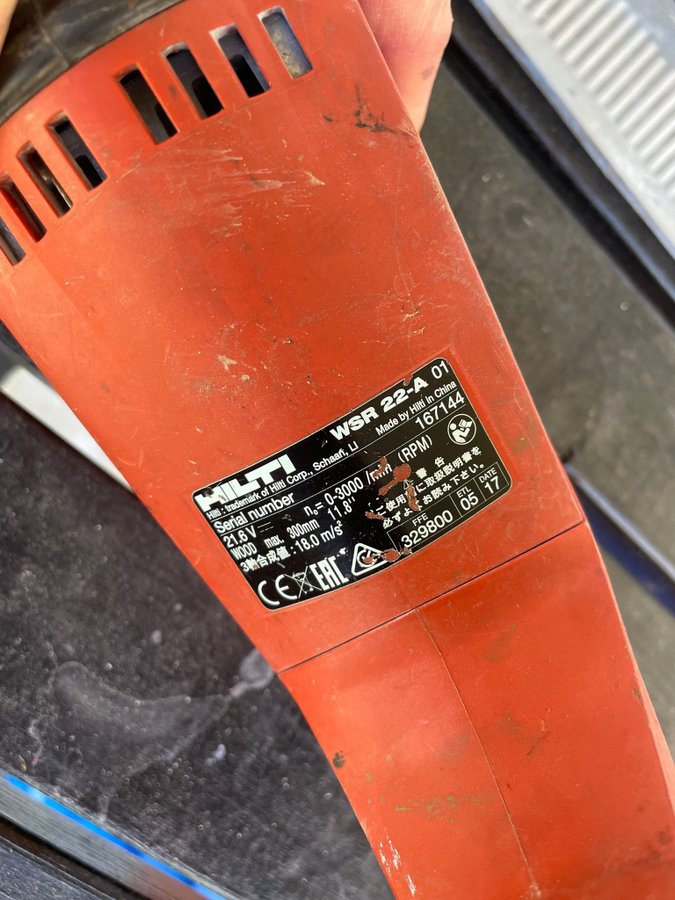 HILTI WSR 22-A 01
Hilti : trademark of Hilti Corp., Schaan, LI Made by Hilti in China
Serial number 167144
21.6 V n₀= 0-3000 /min (RPM)
WOOD max. 300mm 11.8"
3軸合成値 : 18.0 m/s²
警 告
ご使用前に取扱説明書を
必ずよくお読み下さい。
CE EAC
FFE ETL DATE
329800 05 17